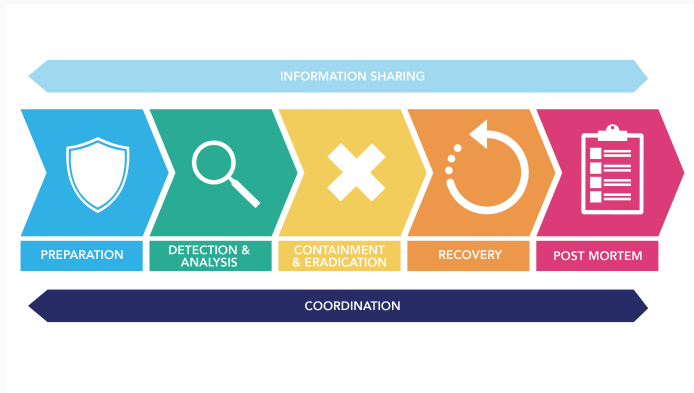 INFORMATION SHARING
PREPARATION
DETECTION &
ANALYSIS
CONTAINMENT
& ERADICATION
RECOVERY
POST MORTEM
COORDINATION